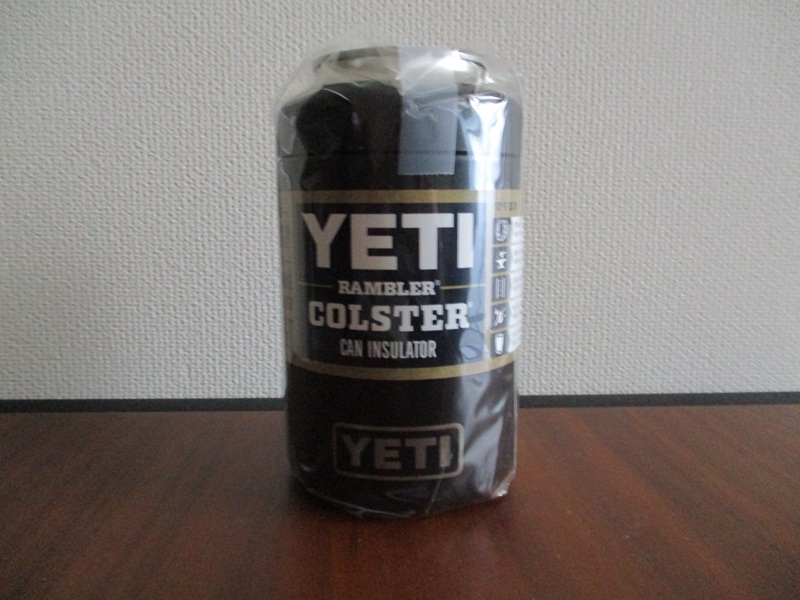 YETI
RAMBLER®
COLSTER®
CAN INSULATOR
YETI